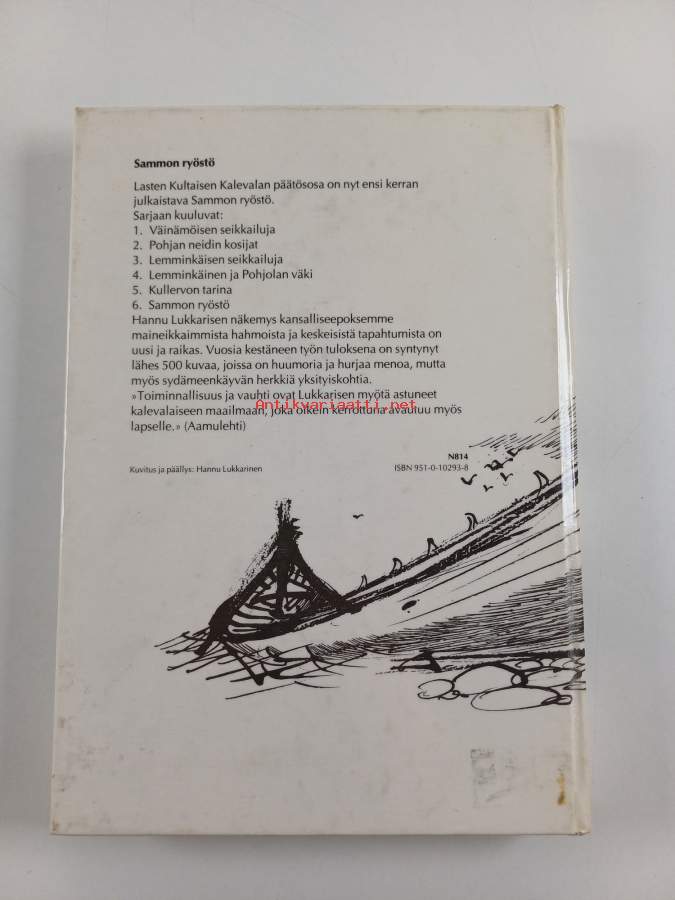 Sammon ryöstö
Lasten Kultaisen Kalevalan päätösosa on nyt ensi kerran
julkaistava Sammon ryöstö.
Sarjaan kuuluvat:
1. Väinämöisen seikkailuja
2. Pohjan neidin kosijat
3. Lemminkäisen seikkailuja
4. Lemminkäinen ja Pohjolan väki
5. Kullervon tarina
6. Sammon ryöstö
Hannu Lukkarisen näkemys kansalliseepoksemme
maineikkaimmista hahmoista ja keskeisistä tapahtumista on
uusi ja raikas. Vuosia kestäneen työn tuloksena on syntynyt
lähes 500 kuvaa, joissa on huumoria ja hurjaa menoa, mutta
myös sydämeenkäyvän herkkiä yksityiskohtia.
»Toiminnallisuus ja vauhti ovat Lukkarisen myötä astuneet
kalevalaiseen maailmaan, joka oikein kerrottuna avautuu myös
lapselle.» (Aamulehti)
Antikvariaatti.net
N814
Kuvitus ja päällys: Hannu Lukkarinen
ISBN 951-0-10293-8